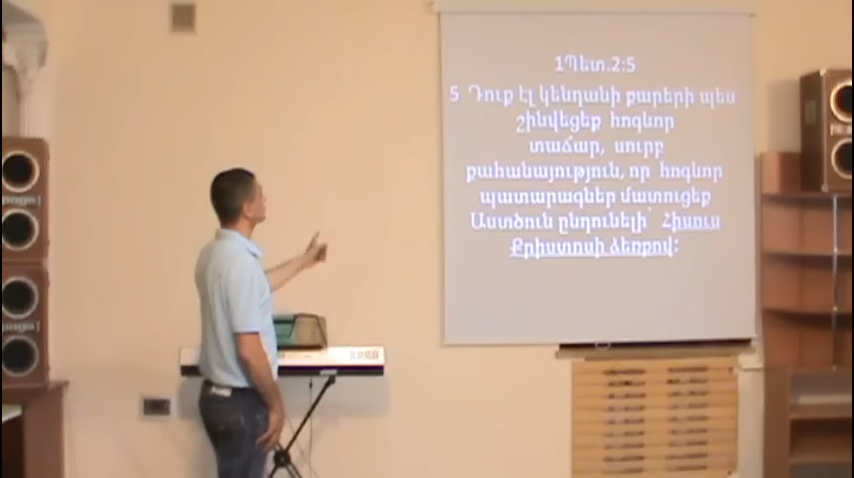 1Պետ.2:5
5 Դուք էլ կենդանի քարերի պես
շինվեցեք հոգևոր
տաճար, սուրբ
քահանայություն, որ հոգևոր
պատարագներ մատուցեք
Աստծուն ընդունելի՝ Հիսուս
Քրիստոսի ձեռքով: